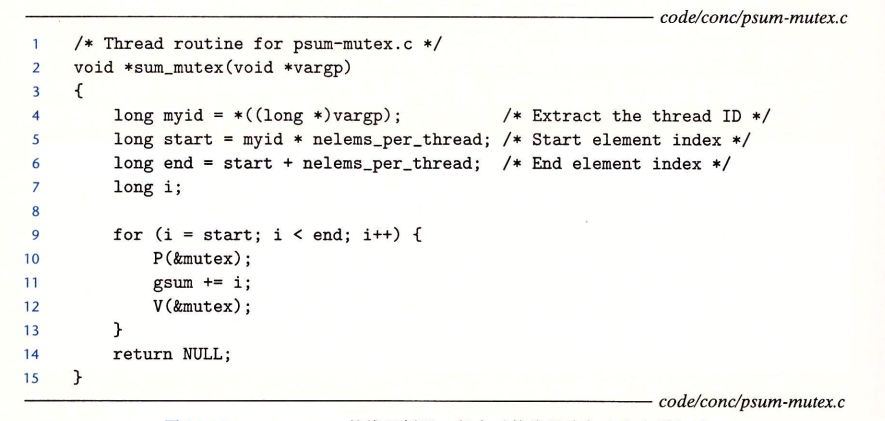 code/conc/psum-mutex.c
1 /* Thread routine for psum-mutex.c */
2 void *sum_mutex(void *vargp)
3 {
4     long myid = *((long *)vargp);          /* Extract the thread ID */
5     long start = myid * nelems_per_thread; /* Start element index */
6     long end = start + nelems_per_thread;  /* End element index */
7     long i;
8
9     for (i = start; i < end; i++) {
10         P(&mutex);
11         gsum += i;
12         V(&mutex);
13     }
14     return NULL;
15 }
code/conc/psum-mutex.c